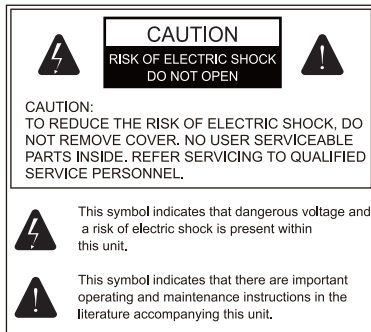 CAUTION
RISK OF ELECTRIC SHOCK
DO NOT OPEN
CAUTION:
TO REDUCE THE RISK OF ELECTRIC SHOCK, DO
NOT REMOVE COVER. NO USER SERVICEABLE
PARTS INSIDE. REFER SERVICING TO QUALIFIED
SERVICE PERSONNEL.
This symbol indicates that dangerous voltage and
a risk of electric shock is present within
this unit.
This symbol indicates that there are important
operating and maintenance instructions in the
literature accompanying this unit.